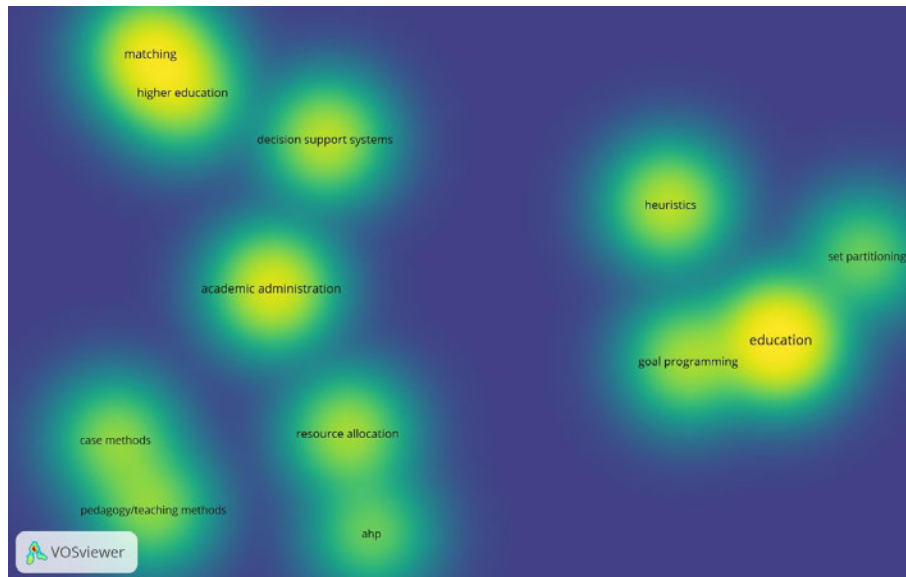 matching
higher education
decision support systems
heuristics
set partitioning
academic administration
education
goal programming
resource allocation
case methods
pedagogy/teaching methods
ahp
VOSviewer